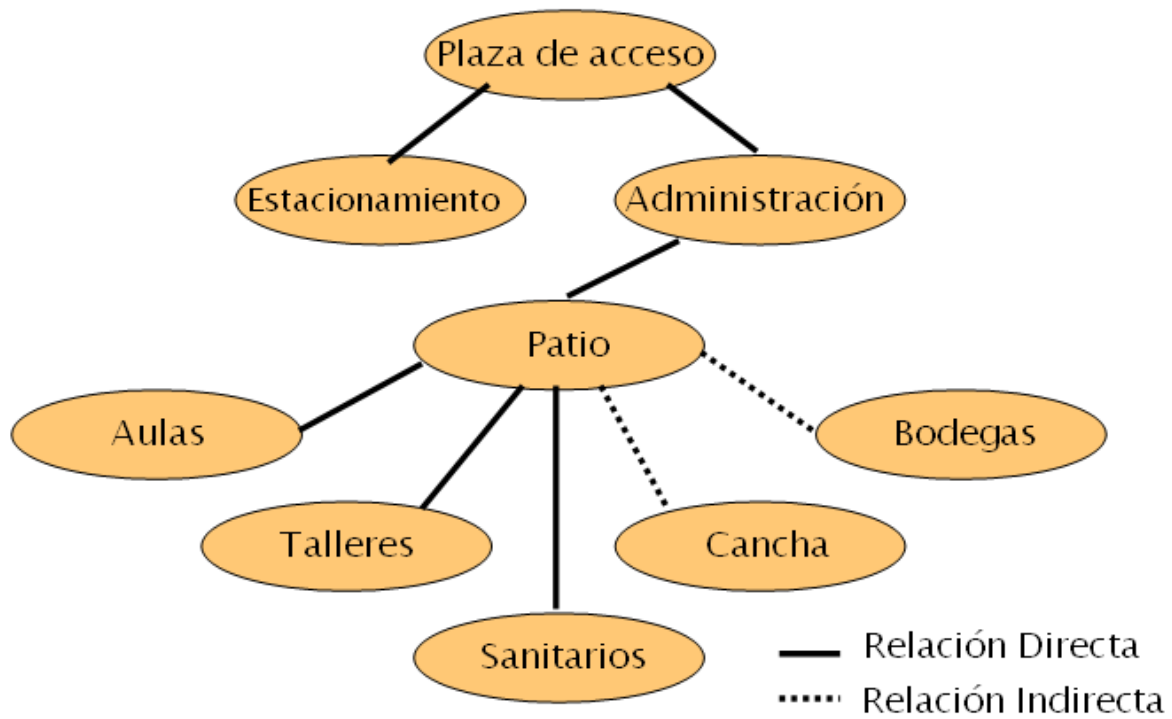 Plaza de acceso
Estacionamiento
Administración
Patio
Aulas
Bodegas
Talleres
Cancha
Sanitarios
Relación Directa
Relación Indirecta